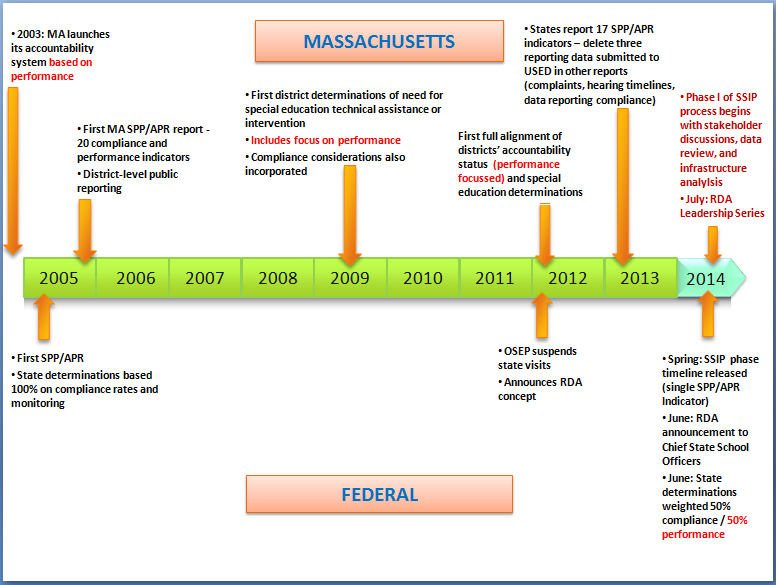 • 2003: MA launches
its accountability
system based on
performance
MASSACHUSETTS
• States report 17 SPP/APR
indicators – delete three
reporting data submitted to
USED in other reports
(complaints, hearing timelines,
data reporting compliance)
• First MA SPP/APR report -
20 compliance and
performance indicators
• District-level public
reporting
• First district determinations of need for
special education technical assistance or
intervention
• Includes focus on performance
• Compliance considerations also
incorporated
First full alignment of
districts' accountability
status (performance
focussed) and special
education determinations
• Phase I of SSIP
process begins
with stakeholder
discussions, data
review, and
infrastructure
analylsis
• July: RDA
Leadership Series
2005 2006 2007 2008 2009 2010 2011 2012 2013 2014
• First SPP/APR
• State determinations based
100% on compliance rates and
monitoring
• OSEP suspends
state visits
• Announces RDA
concept
• Spring: SSIP phase
timeline released
(single SPP/APR
Indicator)
• June: RDA
announcement to
Chief State School
Officers
• June: State
determinations
weighted 50%
compliance / 50%
performance
FEDERAL